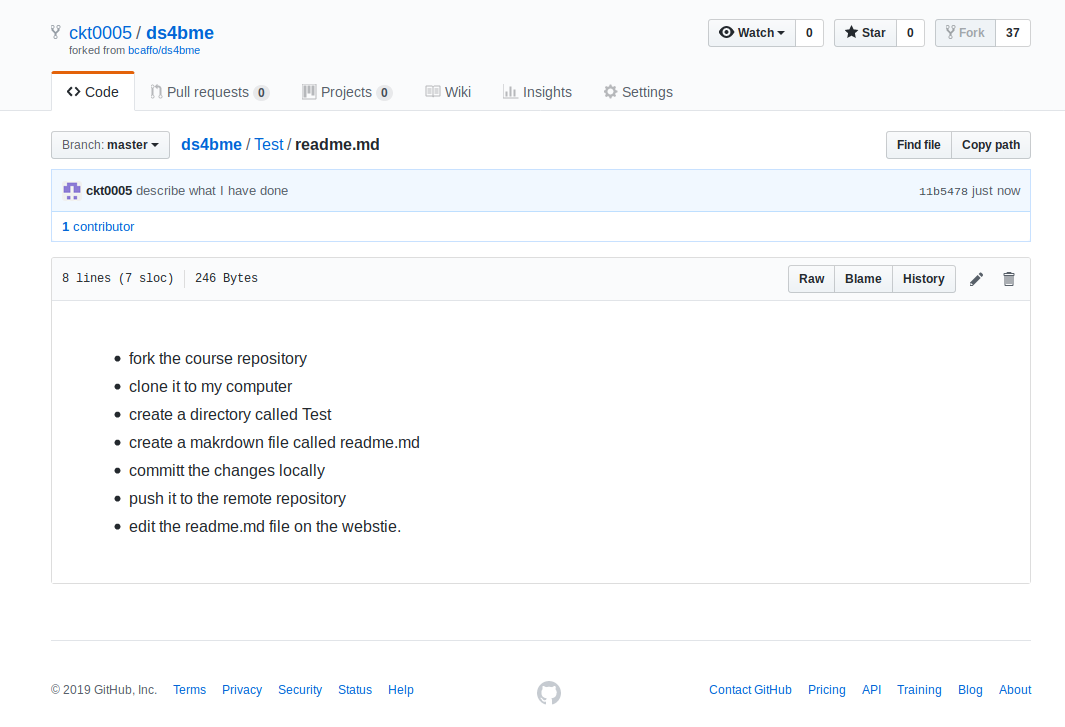 ckt0005 / ds4bme
forked from bcaffo/ds4bme
Watch 0 Star 0 Fork 37
Code Pull requests 0 Projects 0 Wiki Insights Settings
Branch: master ds4bme / Test / readme.md Find file Copy path
ckt0005 describe what I have done 11b5478 just now
1 contributor
8 lines (7 sloc) 246 Bytes Raw Blame History
fork the course repository
clone it to my computer
create a directory called Test
create a makrdown file called readme.md
committ the changes locally
push it to the remote repository
edit the readme.md file on the webstie.
© 2019 GitHub, Inc. Terms Privacy Security Status Help Contact GitHub Pricing API Training Blog About